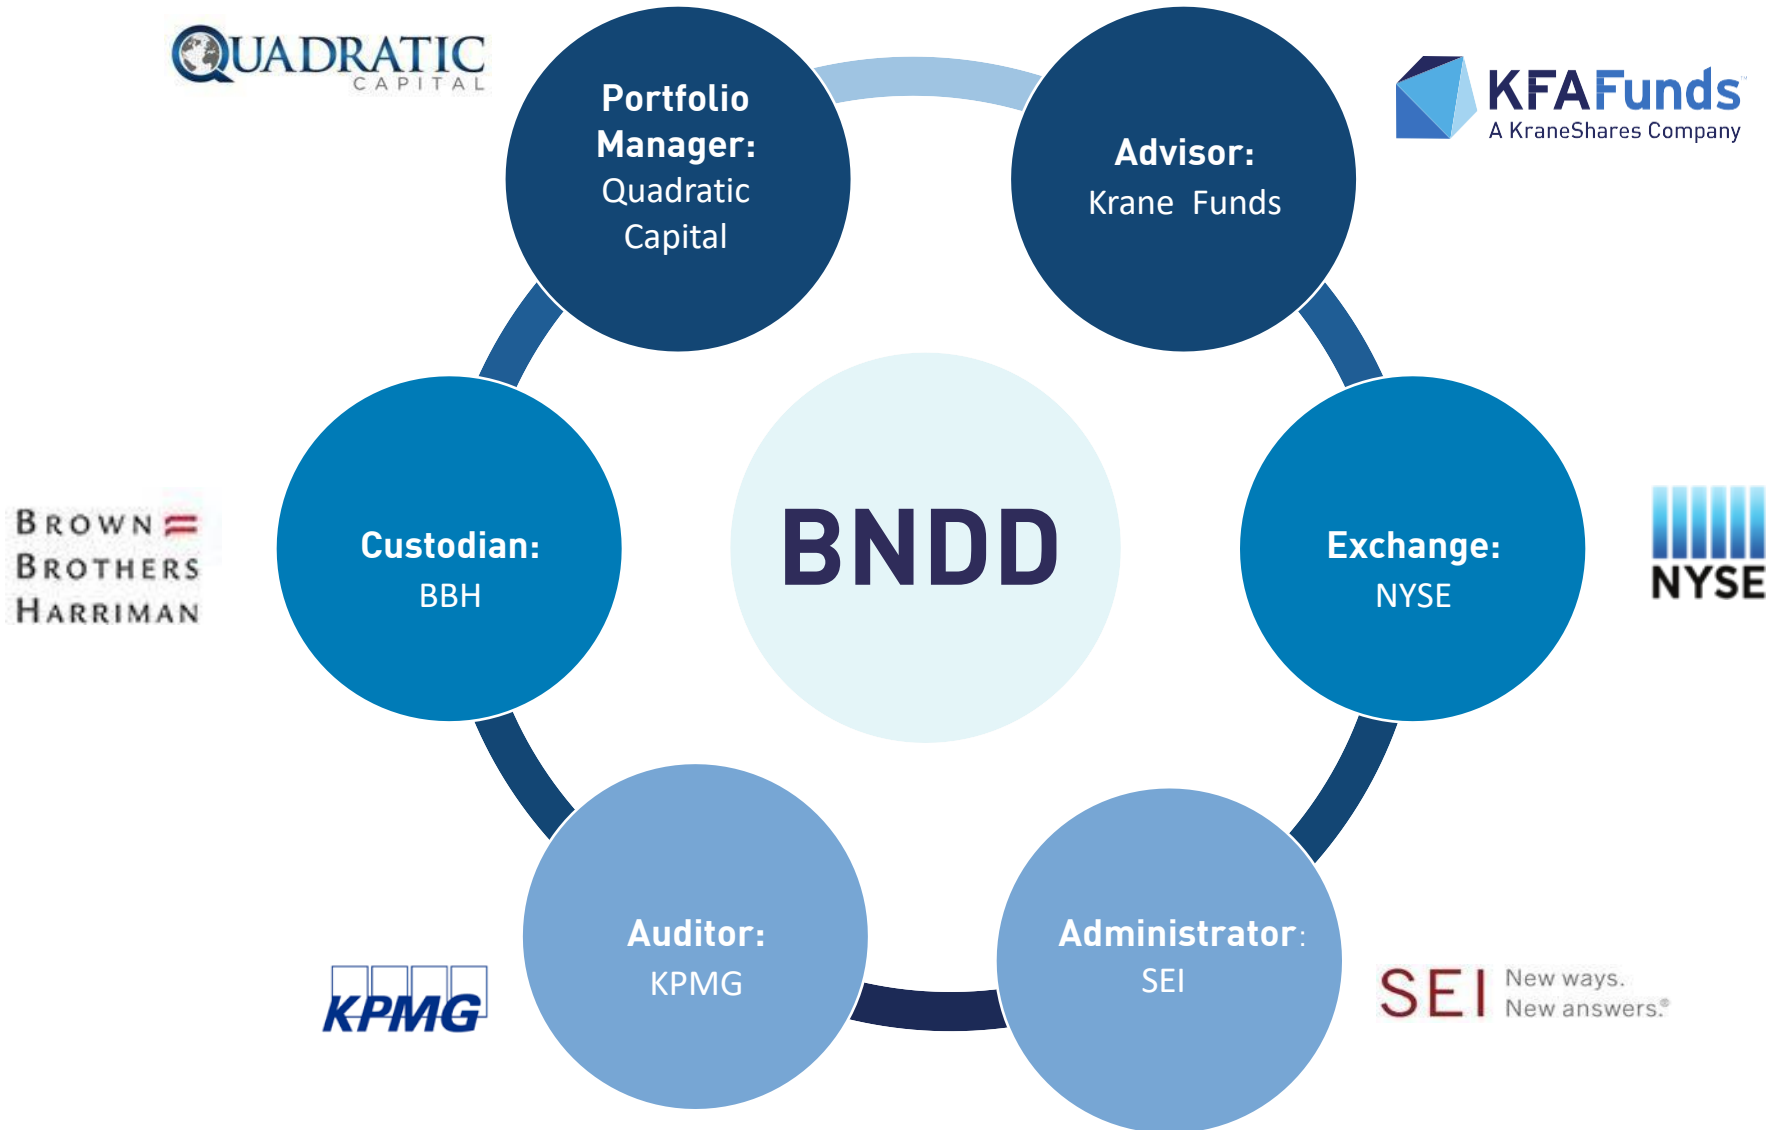 QUADRATIC
CAPITAL
Portfolio
Manager:
Quadratic
Capital
Advisor:
Krane Funds
KFAFunds™
A KraneShares Company
BROWN
BROTHERS
HARRIMAN
Custodian:
BBH
BNDD
Exchange:
NYSE
NYSE
KPMG
Auditor:
KPMG
Administrator:
SEI
SEI
New ways.
New answers.®